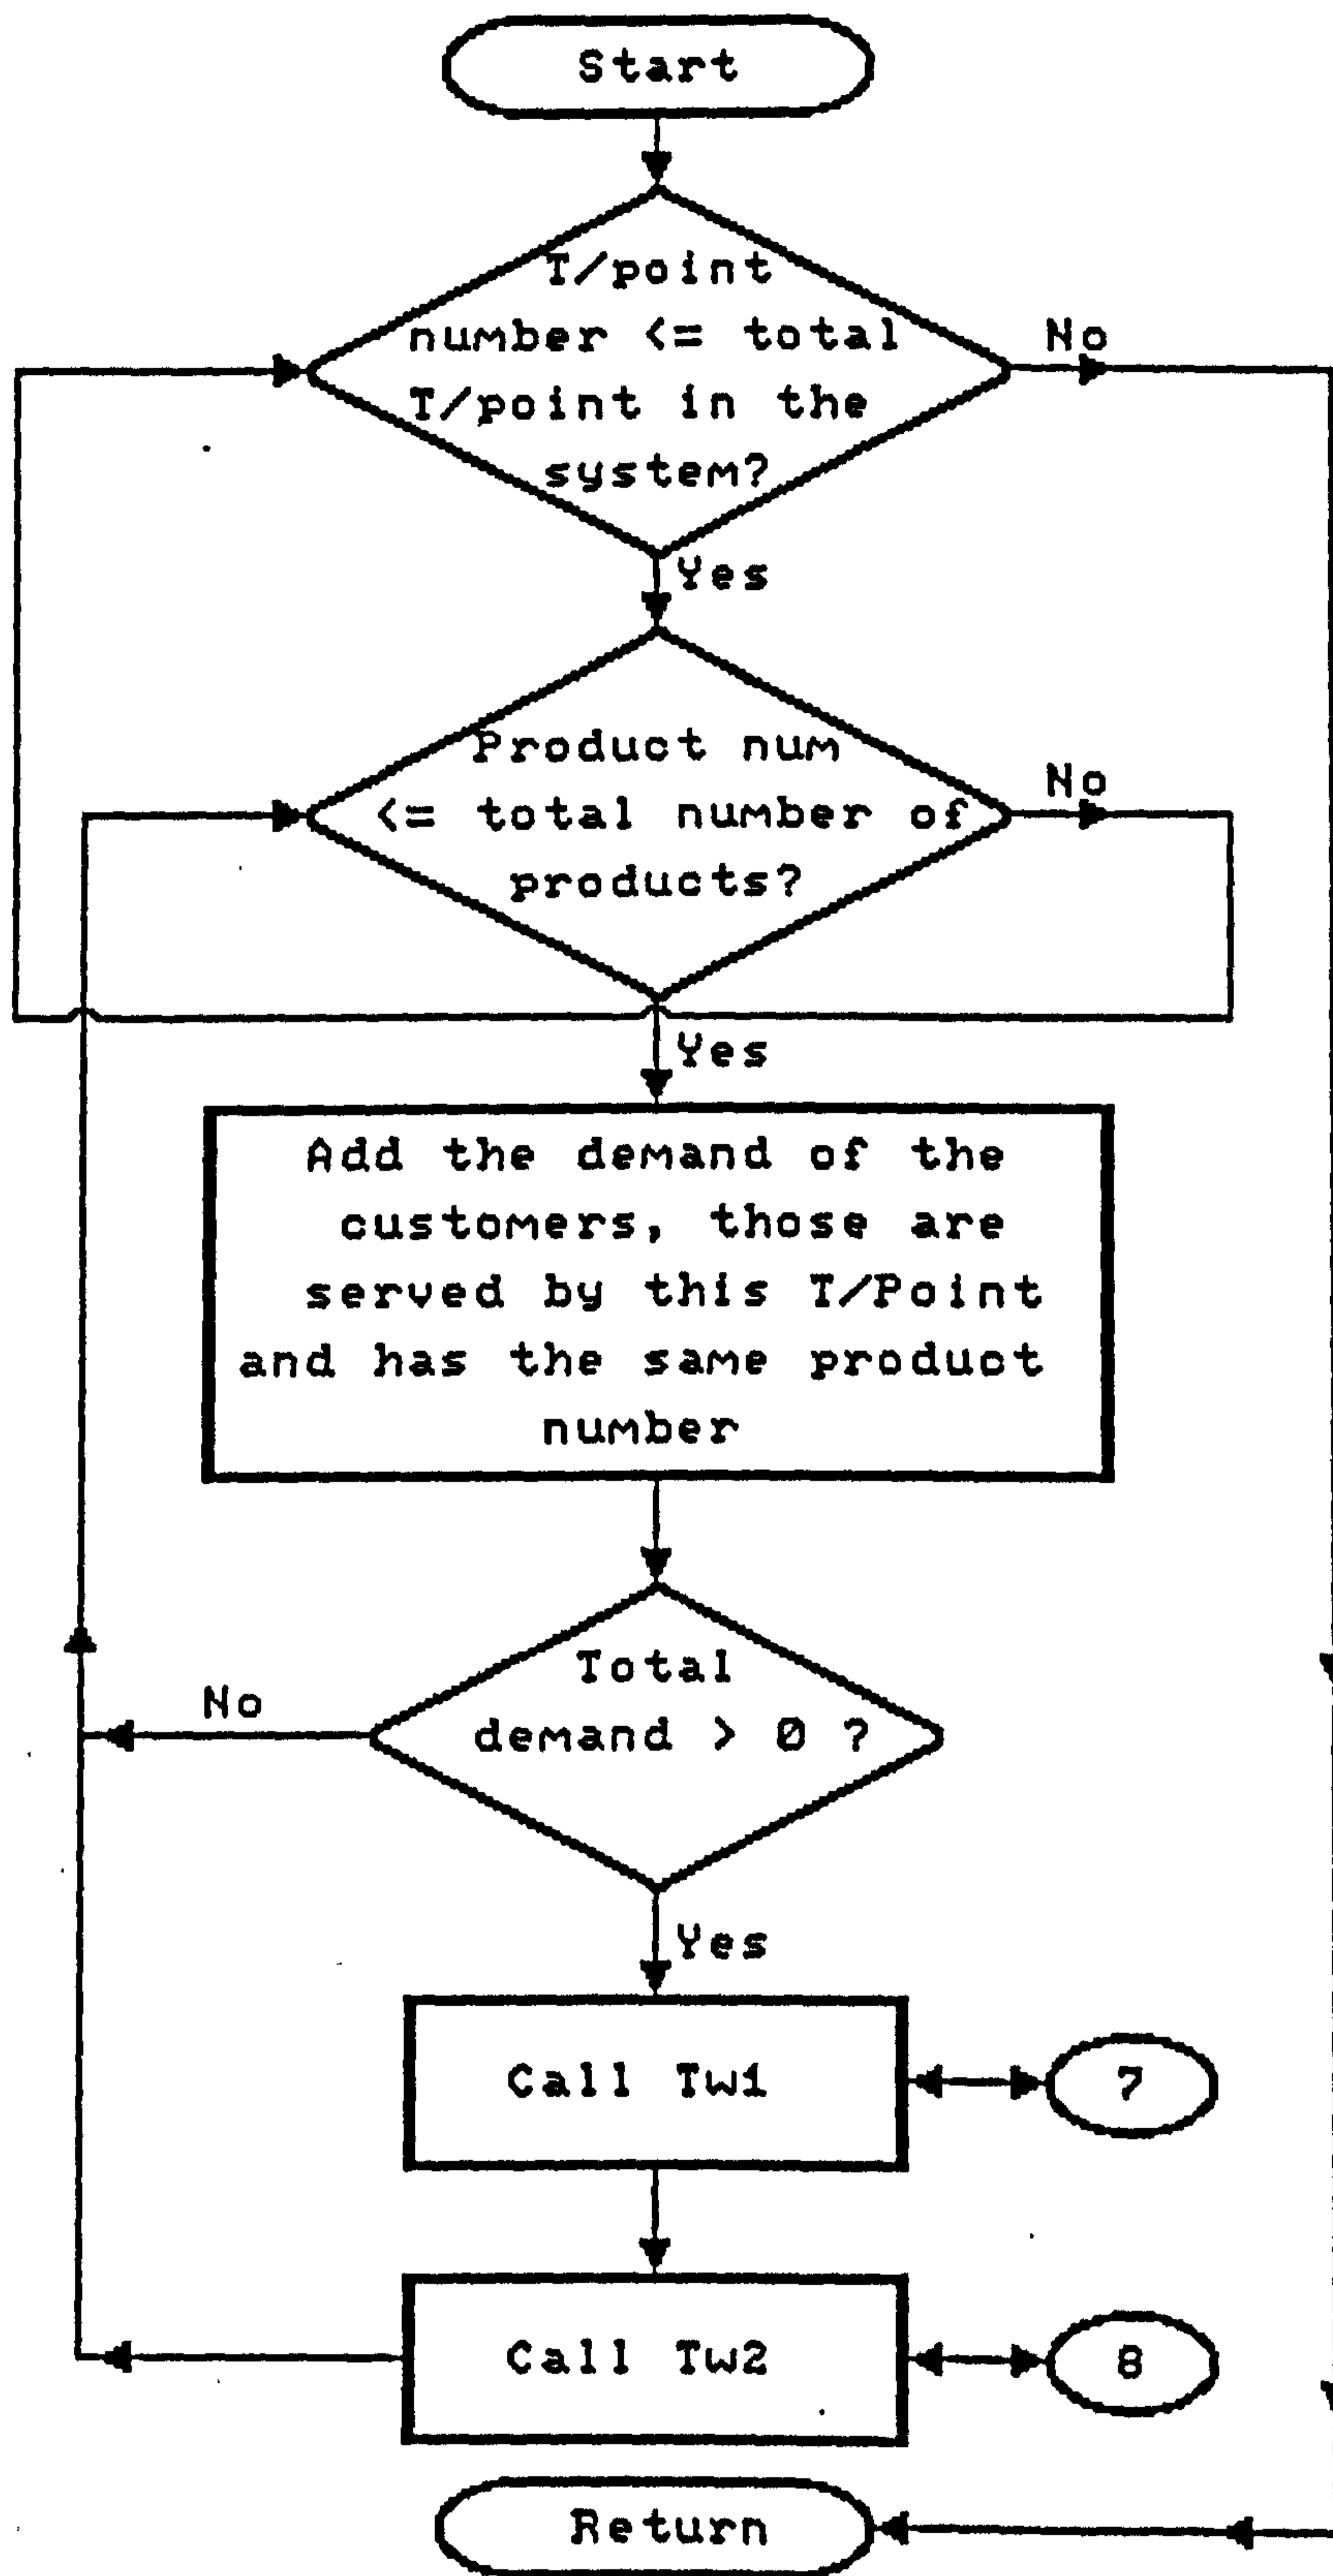 Start
T/point
number <= total
T/point in the
system?
No
Yes
Product num
<= total number of
products?
No
Yes
Add the demand of the
customers, those are
served by this T/Point
and has the same product
number
Total
demand > 0 ?
No
Yes
Call Tw1
7
Call Tw2
8
Return